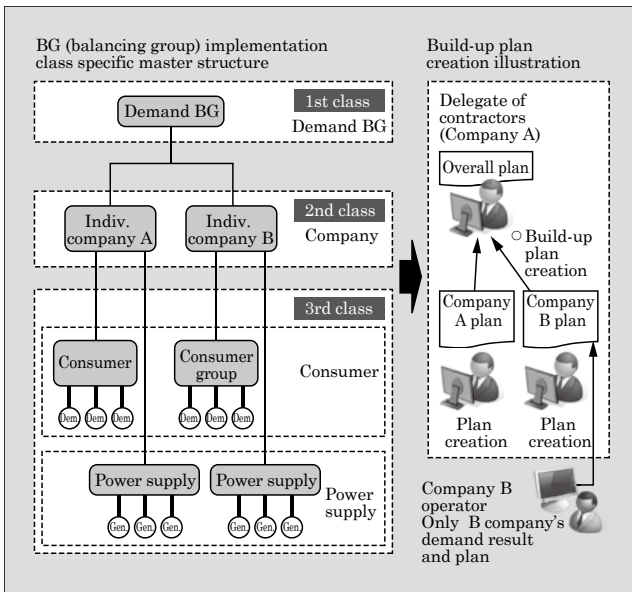 BG (balancing group) implementation
class specific master structure
1st class
Demand BG
Demand BG
2nd class
Company
Indiv.
company A
Indiv.
company B
3rd class
Consumer
Consumer
group
Consumer
Dem.
Dem.
Dem.
Dem.
Dem.
Dem.
Power supply
Power supply
Power
supply
Gen.
Gen.
Gen.
Gen.
Gen.
Gen.
Build-up plan
creation illustration
Delegate of
contractors
(Company A)
Overall plan
○ Build-up
plan
creation
Company
A plan
Company
B plan
Plan
creation
Plan
creation
Company B
operator
Only B company's
demand result
and plan